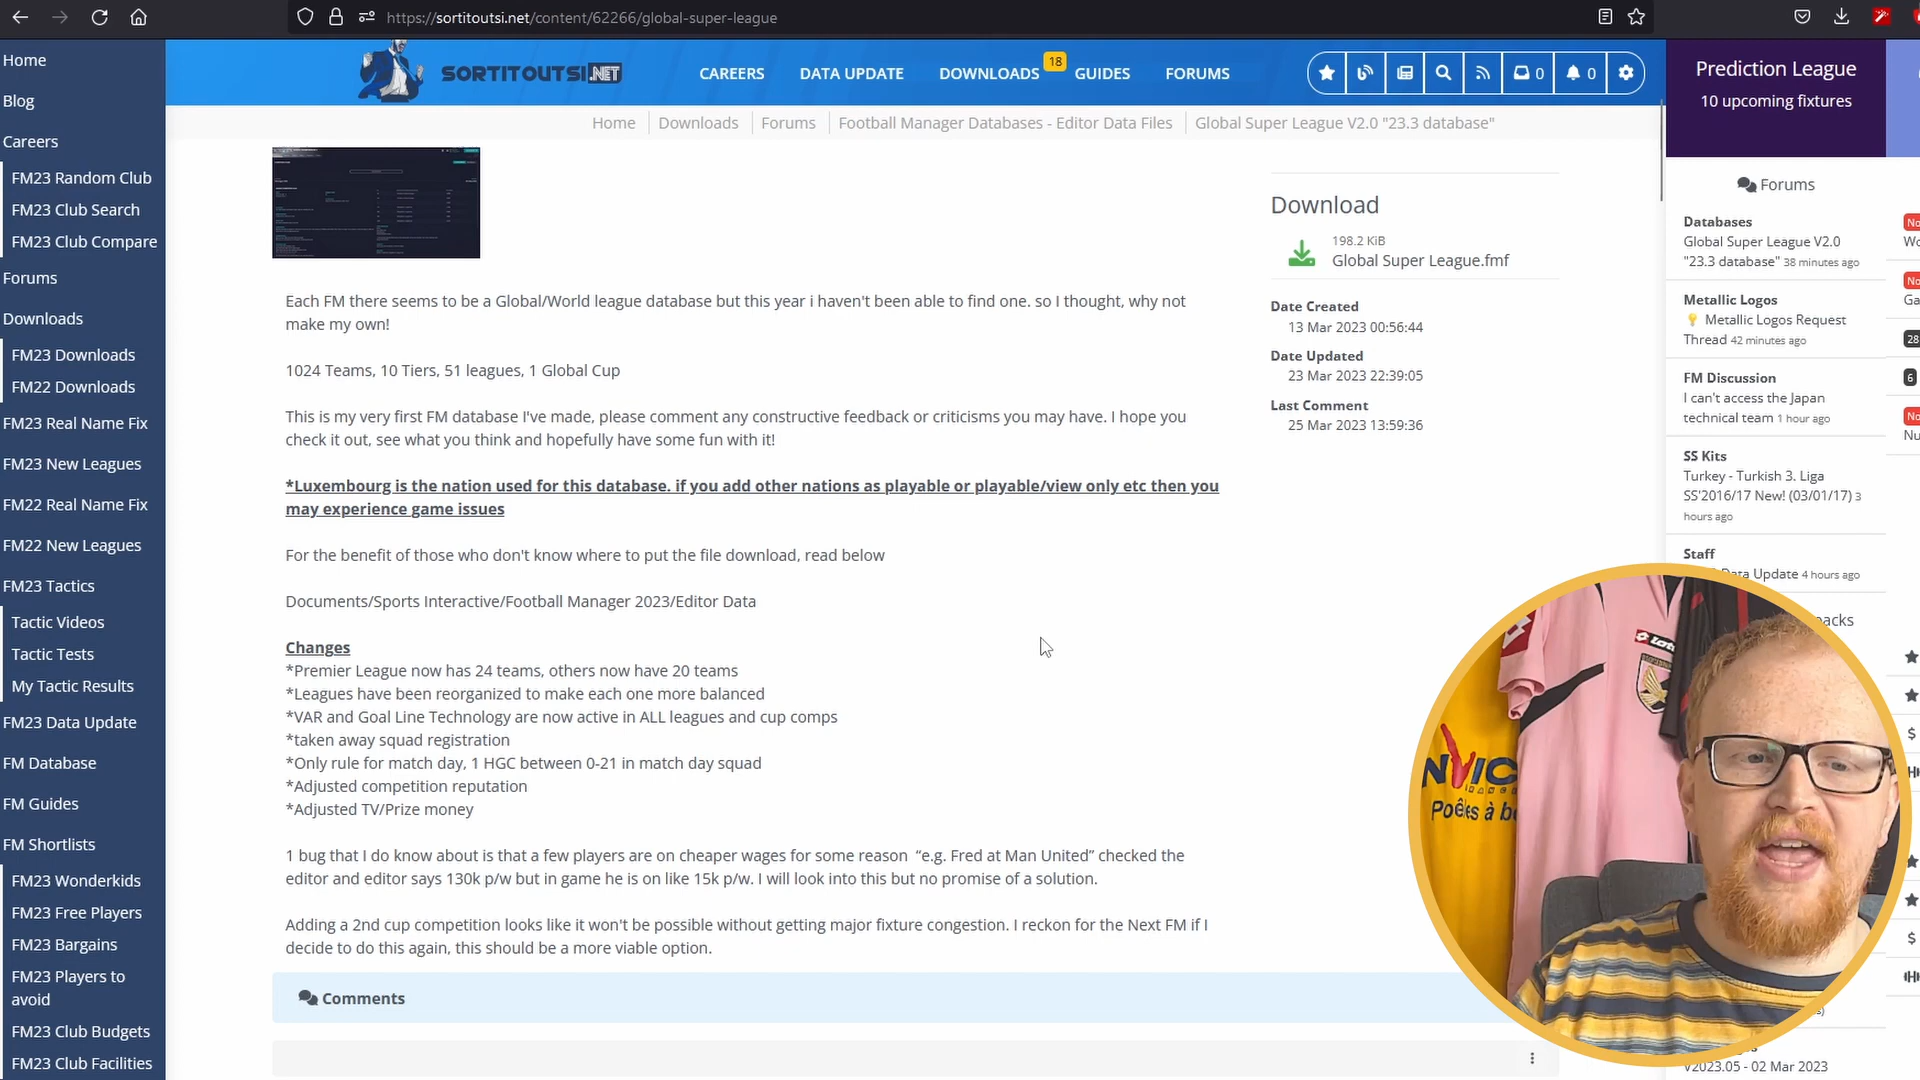 https://sortitoutsi.net/content/62266/global-super-league
Home
Blog
Careers
FM23 Random Club
FM23 Club Search
FM23 Club Compare
Forums
Downloads
FM23 Downloads
FM22 Downloads
FM23 Real Name Fix
FM23 New Leagues
FM22 Real Name Fix
FM22 New Leagues
FM23 Tactics
Tactic Videos
Tactic Tests
My Tactic Results
FM23 Data Update
FM Database
FM Guides
FM Shortlists
FM23 Wonderkids
FM23 Free Players
FM23 Bargains
FM23 Players to
avoid
FM23 Club Budgets
FM23 Club Facilities
SORTITOUTSI.NET
CAREERS
DATA UPDATE
DOWNLOADS
18
GUIDES
FORUMS
0
0
Home
Downloads
Forums
Football Manager Databases - Editor Data Files
Global Super League V2.0 "23.3 database"
Each FM there seems to be a Global/World league database but this year i haven't been able to find one. so I thought, why not
make my own!
1024 Teams, 10 Tiers, 51 leagues, 1 Global Cup
This is my very first FM database I've made, please comment any constructive feedback or criticisms you may have. I hope you
check it out, see what you think and hopefully have some fun with it!
*Luxembourg is the nation used for this database. if you add other nations as playable or playable/view only etc then you
may experience game issues
For the benefit of those who don't know where to put the file download, read below
Documents/Sports Interactive/Football Manager 2023/Editor Data
Changes
*Premier League now has 24 teams, others now have 20 teams
*Leagues have been reorganized to make each one more balanced
*VAR and Goal Line Technology are now active in ALL leagues and cup comps
*taken away squad registration
*Only rule for match day, 1 HGC between 0-21 in match day squad
*Adjusted competition reputation
*Adjusted TV/Prize money
1 bug that I do know about is that a few players are on cheaper wages for some reason “e.g. Fred at Man United” checked the
editor and editor says 130k p/w but in game he is on like 15k p/w. I will look into this but no promise of a solution.
Adding a 2nd cup competition looks like it won't be possible without getting major fixture congestion. I reckon for the Next FM if I
decide to do this again, this should be a more viable option.
Comments
Download
198.2 KiB
Global Super League.fmf
Date Created
13 Mar 2023 00:56:44
Date Updated
23 Mar 2023 22:39:05
Last Comment
25 Mar 2023 13:59:36
Prediction League
10 upcoming fixtures
Forums
Databases
Global Super League V2.0
"23.3 database" 38 minutes ago
Metallic Logos
Metallic Logos Request
Thread 42 minutes ago
FM Discussion
I can't access the Japan
technical team 1 hour ago
SS Kits
Turkey - Turkish 3. Liga
SS'2016/17 New! (03/01/17) 3
hours ago
Staff
Data Update 4 hours ago
acks
V2023.05 - 02 Mar 2023
No
Wo
No
Ga
28
6
No
Nu
$
$
lotto
NVIC
Poêles à bo